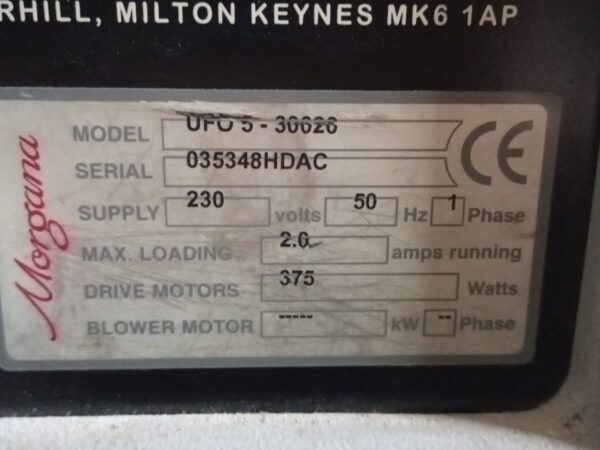 RHILL, MILTON KEYNES MK6 1AP
Morgana
MODEL UFO 5 - 30626 CE
SERIAL 035348HDAC
SUPPLY 230 volts 50 Hz 1 Phase
MAX. LOADING 2.0 amps running
DRIVE MOTORS 375 Watts
BLOWER MOTOR ----- kW -- Phase